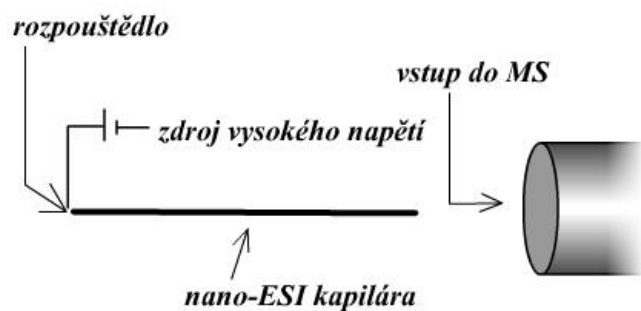 rozpouštědlo
vstup do MS
zdroj vysokého napětí
nano-ESI kapilára